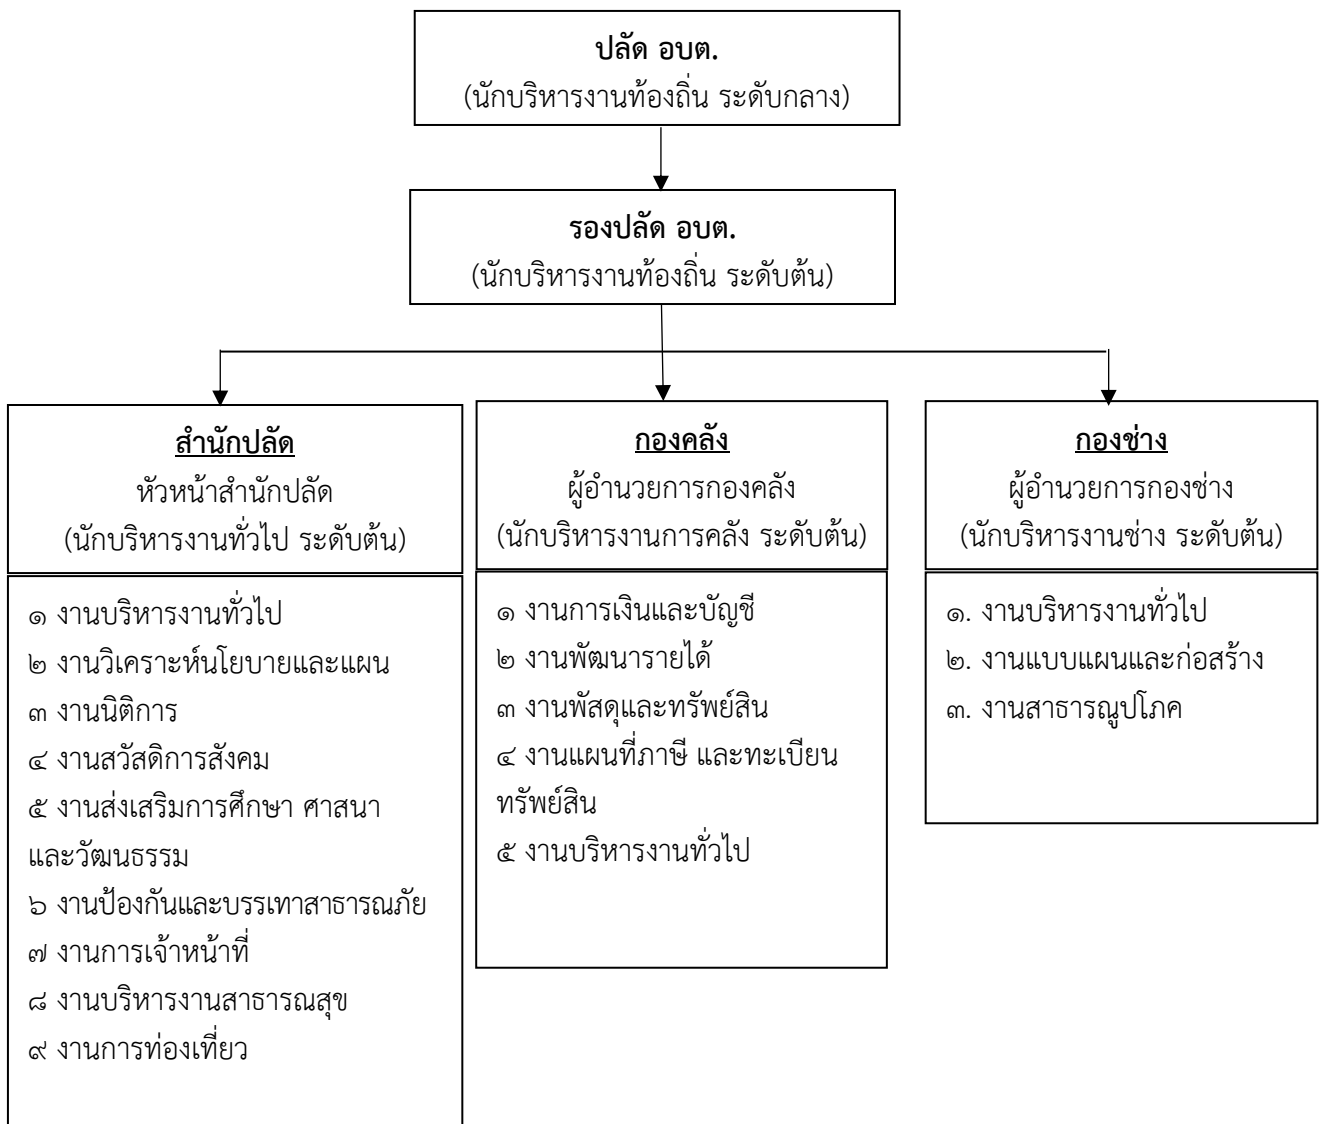 ปลัด อบต.
(นักบริหารงานท้องถิ่น ระดับกลาง)
รองปลัด อบต.
(นักบริหารงานท้องถิ่น ระดับต้น)
สำนักปลัด
หัวหน้าสำนักปลัด
(นักบริหารงานทั่วไป ระดับต้น)
๑ งานบริหารงานทั่วไป
๒ งานวิเคราะห์นโยบายและแผน
๓ งานนิติการ
๔ งานสวัสดิการสังคม
๕ งานส่งเสริมการศึกษา ศาสนา
และวัฒนธรรม
๖ งานป้องกันและบรรเทาสาธารณภัย
๗ งานการเจ้าหน้าที่
๘ งานบริหารงานสาธารณสุข
๙ งานการท่องเที่ยว
กองคลัง
ผู้อำนวยการกองคลัง
(นักบริหารงานการคลัง ระดับต้น)
๑ งานการเงินและบัญชี
๒ งานพัฒนารายได้
๓ งานพัสดุและทรัพย์สิน
๔ งานแผนที่ภาษี และทะเบียน
ทรัพย์สิน
๕ งานบริหารงานทั่วไป
กองช่าง
ผู้อำนวยการกองช่าง
(นักบริหารงานช่าง ระดับต้น)
๑. งานบริหารงานทั่วไป
๒. งานแบบแผนและก่อสร้าง
๓. งานสาธารณูปโภค